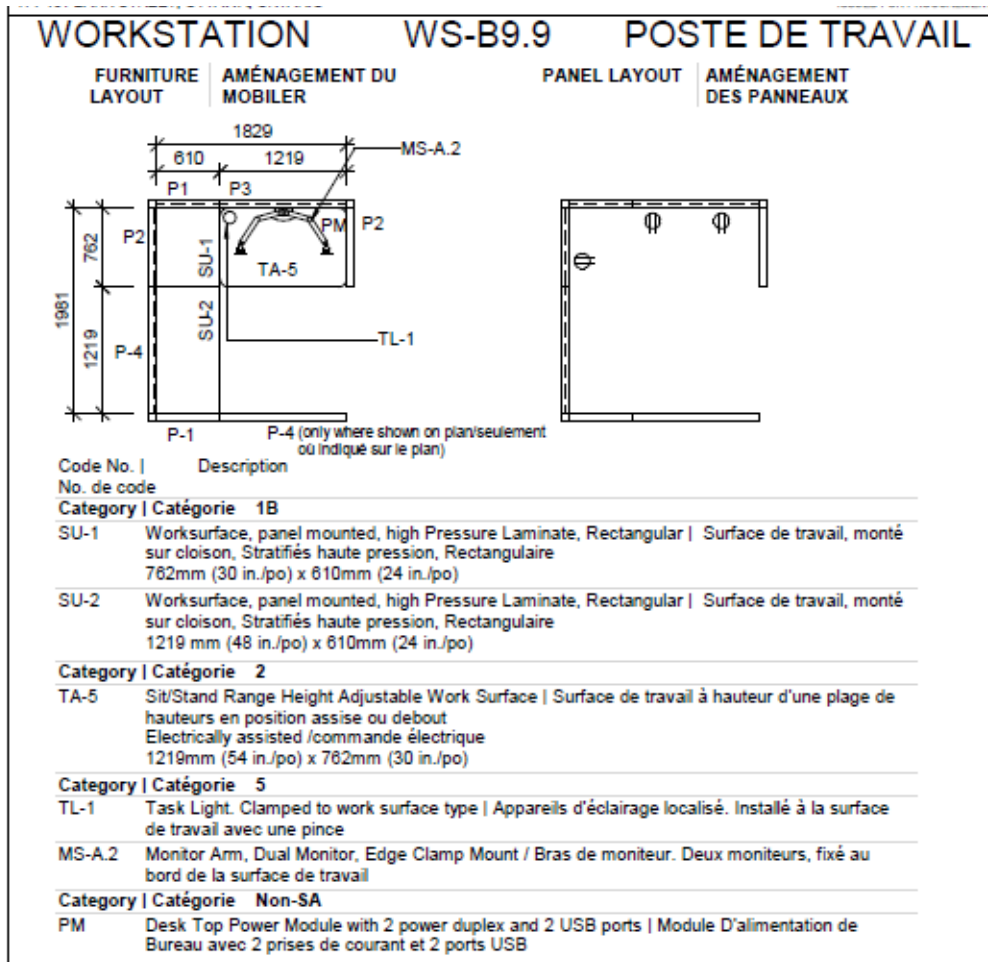 WORKSTATION WS-B9.9 POSTE DE TRAVAIL
FURNITURE LAYOUT | AMÉNAGEMENT DU MOBILER
PANEL LAYOUT | AMÉNAGEMENT DES PANNEAUX
1829
610 1219
MS-A.2
P1 P3
P2 PM P2
762
SU-1
TA-5
1981
SU-2
1219
P-4
TL-1
P-1 P-4 (only where shown on plan/seulement
où indiqué sur le plan)
Code No. | Description
No. de code
Category | Catégorie 1B
SU-1 Worksurface, panel mounted, high Pressure Laminate, Rectangular | Surface de travail, monté
sur cloison, Stratifiés haute pression, Rectangulaire
762mm (30 in./po) x 610mm (24 in./po)
SU-2 Worksurface, panel mounted, high Pressure Laminate, Rectangular | Surface de travail, monté
sur cloison, Stratifiés haute pression, Rectangulaire
1219 mm (48 in./po) x 610mm (24 in./po)
Category | Catégorie 2
TA-5 Sit/Stand Range Height Adjustable Work Surface | Surface de travail à hauteur d'une plage de
hauteurs en position assise ou debout
Electrically assisted /commande électrique
1219mm (54 in./po) x 762mm (30 in./po)
Category | Catégorie 5
TL-1 Task Light. Clamped to work surface type | Appareils d'éclairage localisé. Installé à la surface
de travail avec une pince
MS-A.2 Monitor Arm, Dual Monitor, Edge Clamp Mount / Bras de moniteur. Deux moniteurs, fixé au
bord de la surface de travail
Category | Catégorie Non-SA
PM Desk Top Power Module with 2 power duplex and 2 USB ports | Module D'alimentation de
Bureau avec 2 prises de courant et 2 ports USB